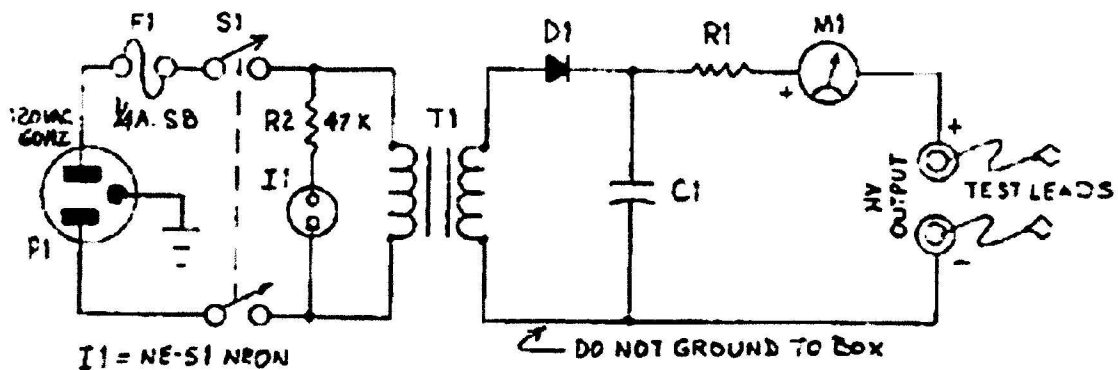 F1
S1
D1
R1
M1
120VAC
60HZ
¼A. SB
R2 47K
T1
I1
C1
+
+
HV
OUTPUT
TEST LEADS
P1
-
I1 = NE-51 NEON
DO NOT GROUND TO BOX